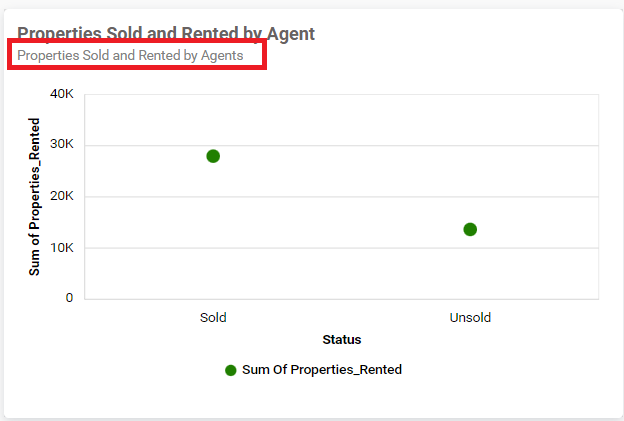 Properties Sold and Rented by Agent
Properties Sold and Rented by Agents
40K
30K
20K
10K
0
Sum of Properties_Rented
Sold
Unsold
Status
Sum Of Properties_Rented